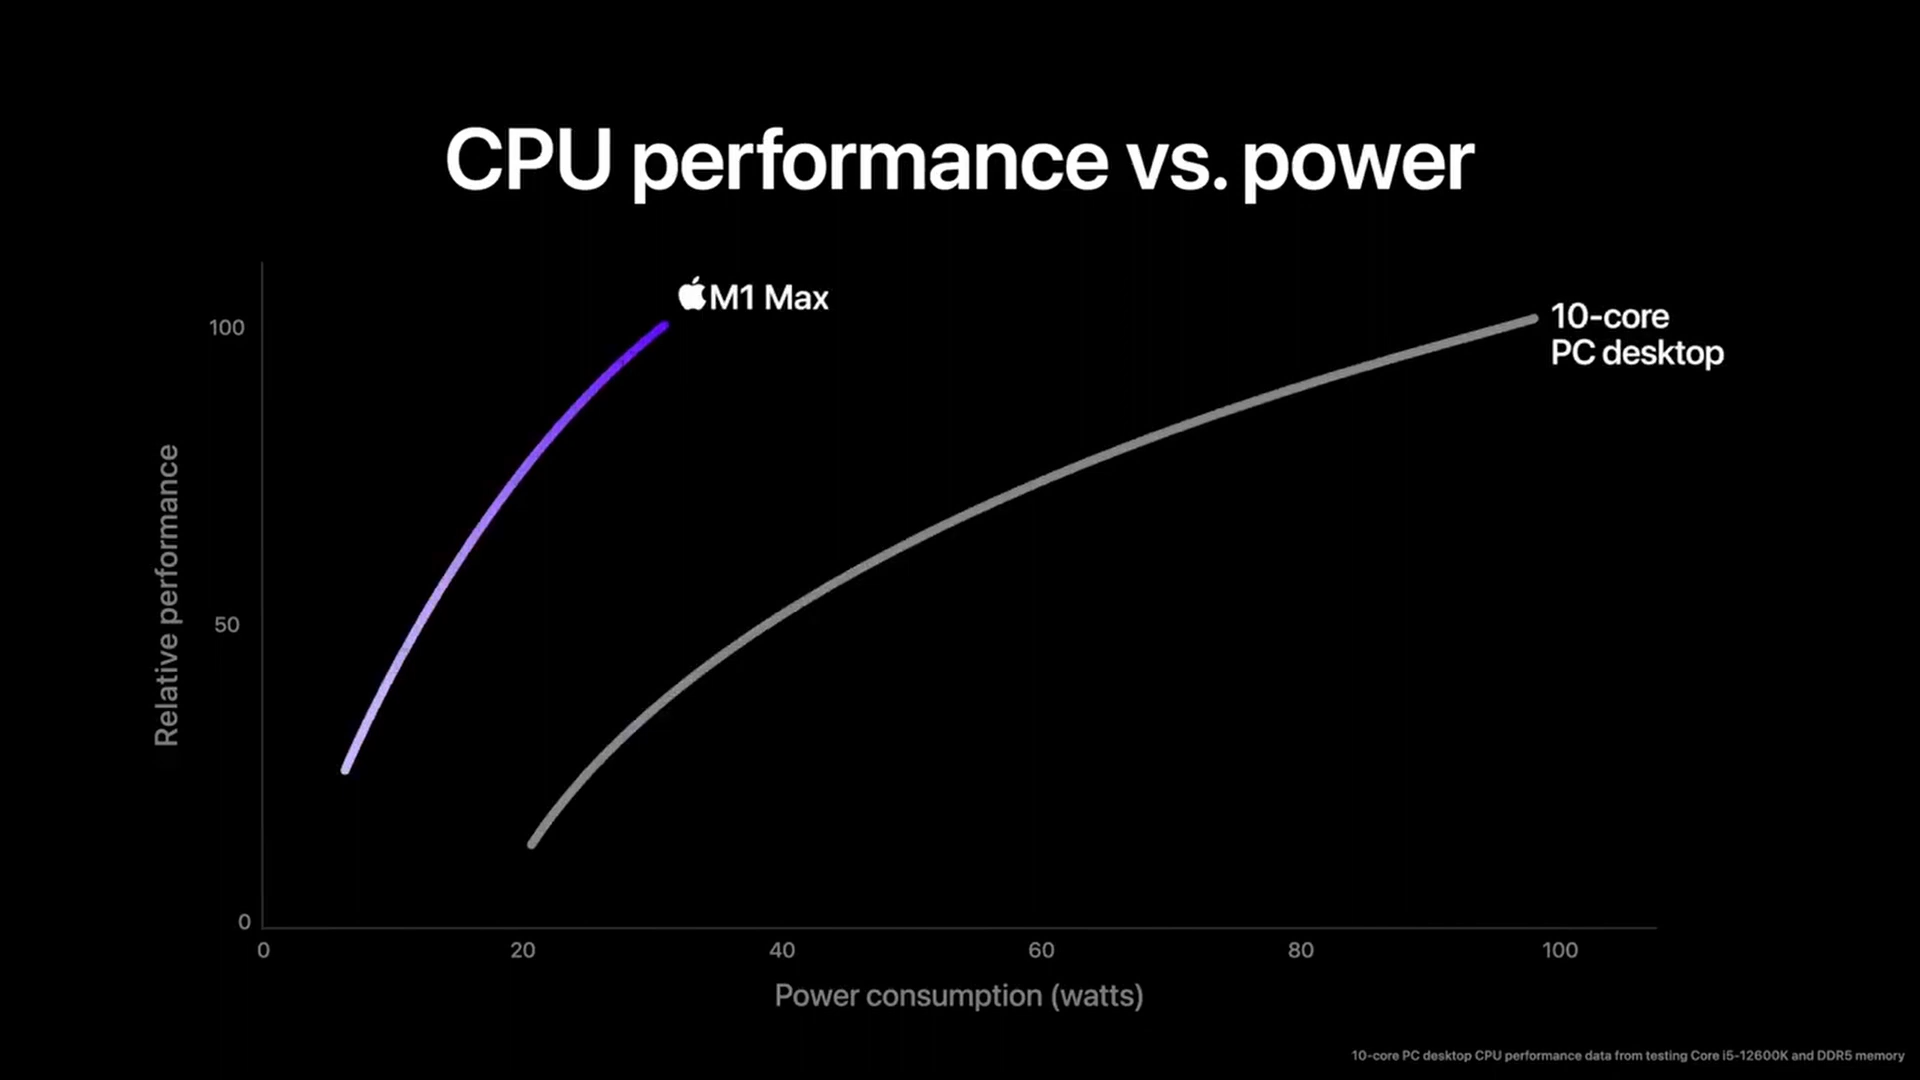 CPU performance vs. power
M1 Max
10-core
PC desktop
Relative performance
100
50
0
0 20 40 60 80 100
Power consumption (watts)
10-core PC desktop CPU performance data from testing Core i5-12600K and DDR5 memory